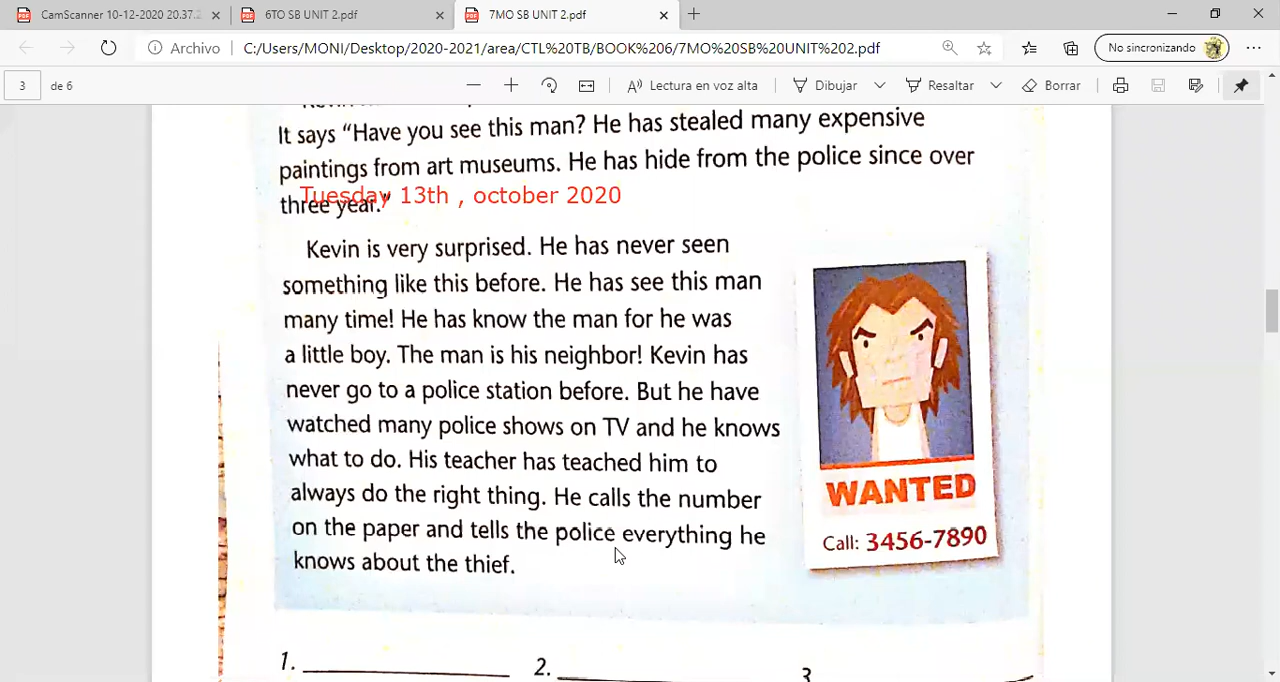 CamScanner 10-12-2020 20.37.2
6TO SB UNIT 2.pdf
7MO SB UNIT 2.pdf
Archivo
C:/Users/MONI/Desktop/2020-2021/area/CTL%20TB/BOOK%206/7MO%20SB%20UNIT%202.pdf
No sincronizando
3 de 6
Lectura en voz alta
Dibujar
Resaltar
Borrar
It says “Have you see this man? He has stealed many expensive
paintings from art museums. He has hide from the police since over
Tuesday 13th , october 2020
three year.”
Kevin is very surprised. He has never seen
something like this before. He has see this man
many time! He has know the man for he was
a little boy. The man is his neighbor! Kevin has
never go to a police station before. But he have
watched many police shows on TV and he knows
what to do. His teacher has teached him to
always do the right thing. He calls the number
on the paper and tells the police everything he
knows about the thief.
WANTED
Call: 3456-7890
1.
2.
3